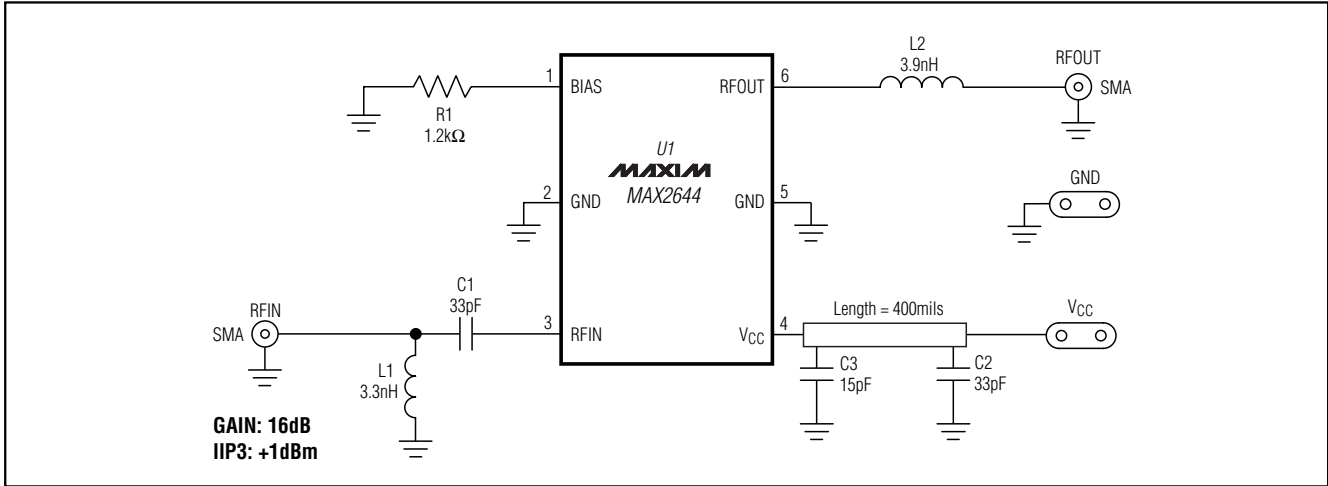 L2
3.9nH
RFOUT
SMA
1
BIAS
RFOUT
6
R1
1.2kΩ
U1
MAXIM
MAX2644
2
GND
GND
5
GND
C1
33pF
RFIN
SMA
3
RFIN
VCC
4
Length = 400mils
VCC
L1
3.3nH
C3
15pF
C2
33pF
GAIN: 16dB
IIP3: +1dBm